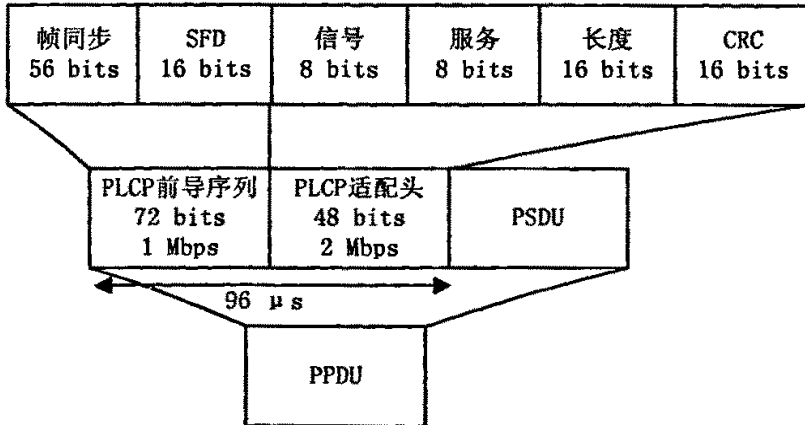 帧同步 SFD 信号 服务 长度 CRC
56 bits 16 bits 8 bits 8 bits 16 bits 16 bits
PLCP前导序列 PLCP适配头
72 bits 48 bits PSDU
1 Mbps 2 Mbps
96 μs
PPDU